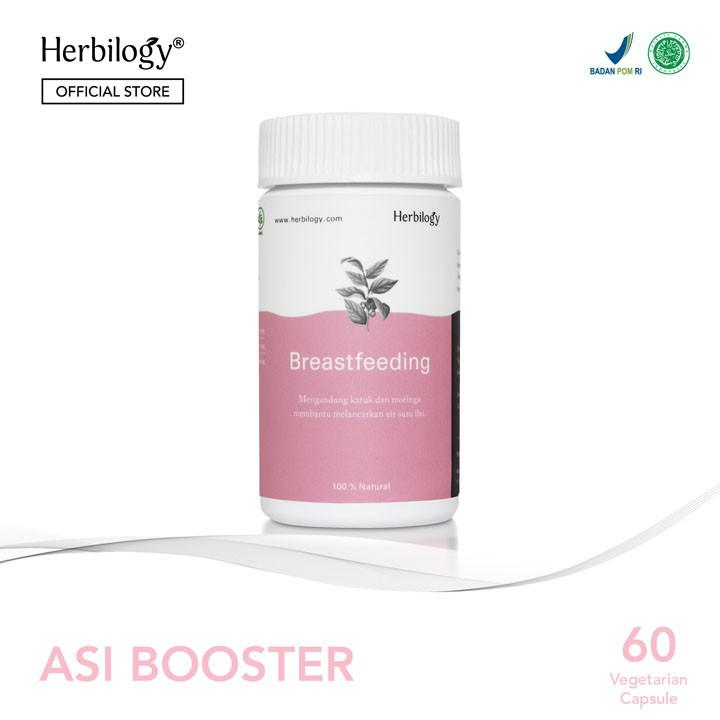 Herbilogy®
OFFICIAL STORE
BADAN POM RI
www.herbilogy.com
Herbilogy
Breastfeeding
Mengandung katuk dan moringa,
membantu melancarkan air susu ibu.
100 % Natural
ASI BOOSTER
60
Vegetarian
Capsule